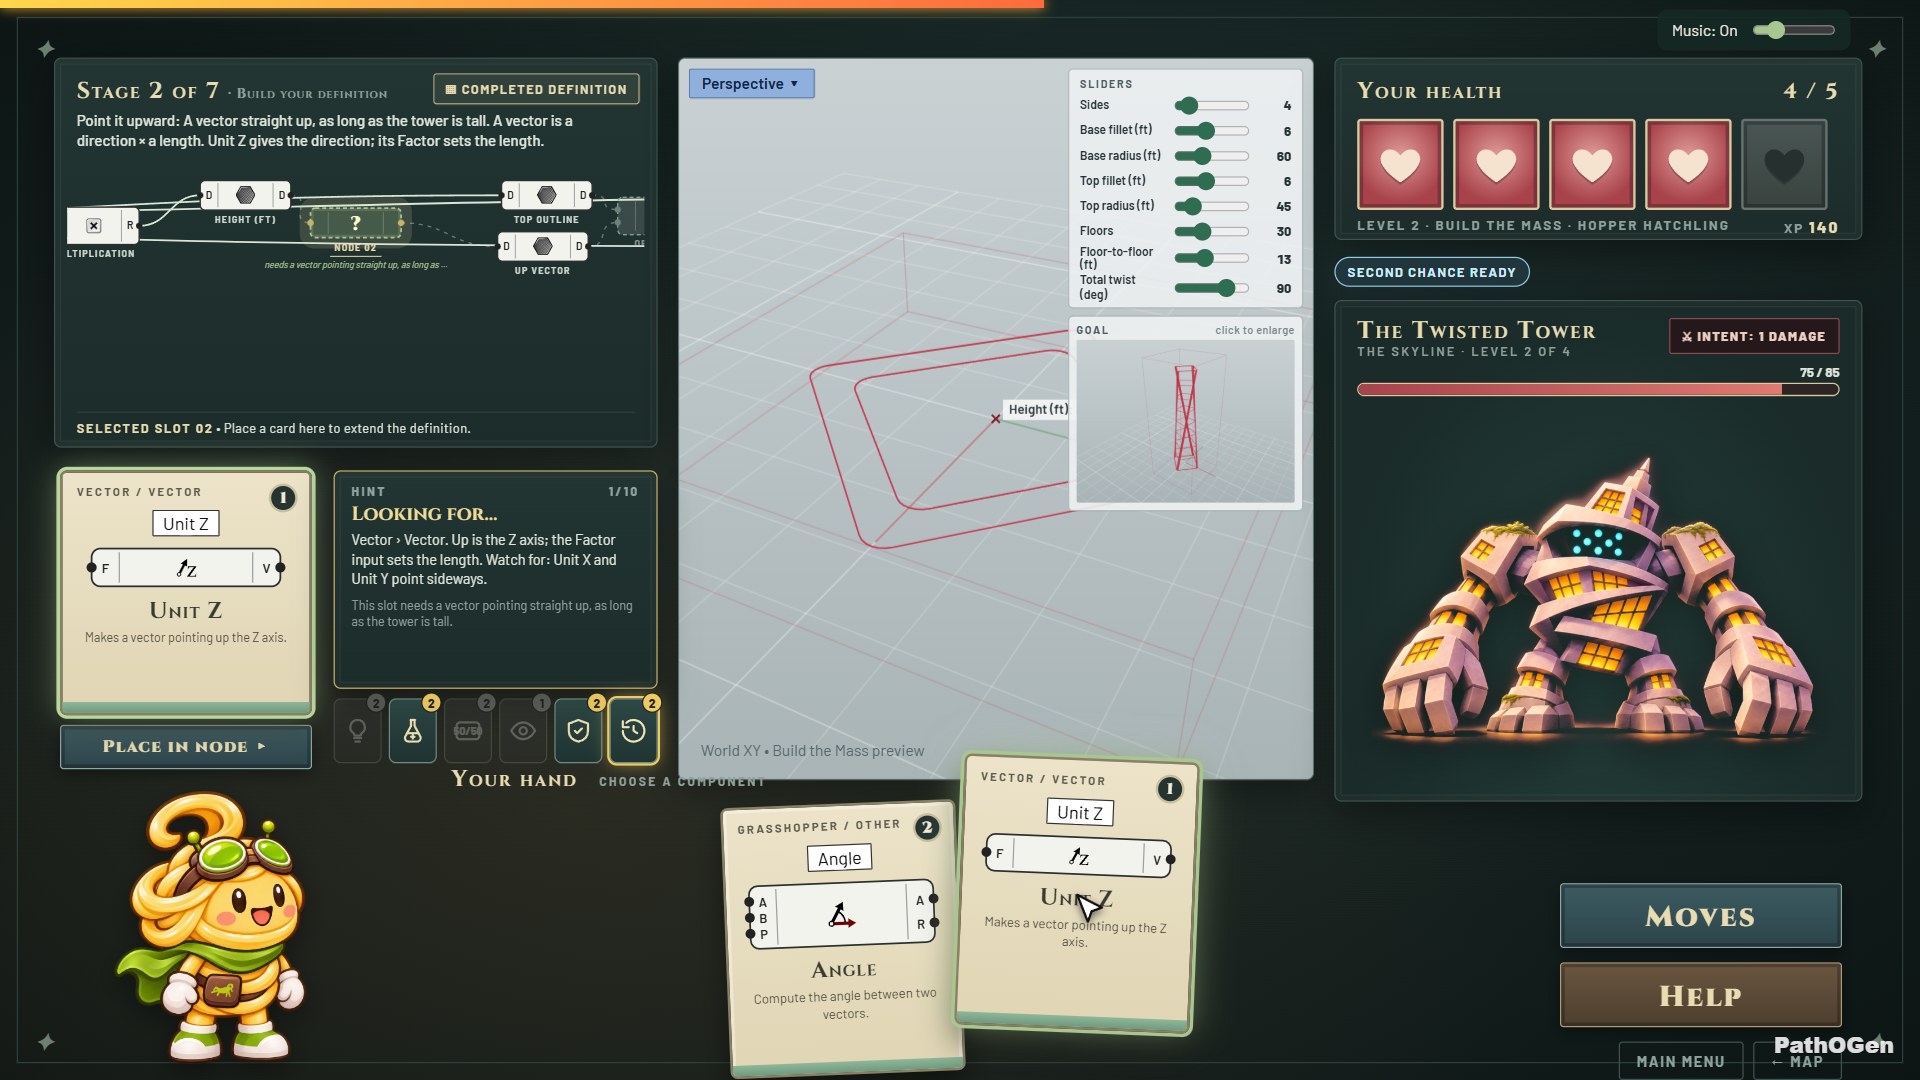 Music: On
Stage 2 of 7 · Build your definition
COMPLETED DEFINITION
Point it upward: A vector straight up, as long as the tower is tall. A vector is a
direction × a length. Unit Z gives the direction; its Factor sets the length.
D D
HEIGHT (FT)
R
LTIPLICATION
?
NODE 02
needs a vector pointing straight up, as long as ...
D D
TOP OUTLINE
D D
UP VECTOR
SELECTED SLOT 02 • Place a card here to extend the definition.
VECTOR / VECTOR 1
Unit Z
F Z V
Unit Z
Makes a vector pointing up the Z axis.
PLACE IN NODE
HINT 1/10
Looking for...
Vector › Vector. Up is the Z axis; the Factor
input sets the length. Watch for: Unit X and
Unit Y point sideways.
This slot needs a vector pointing straight up, as long
as the tower is tall.
2 2 2 1 2 2
50/50
Your hand CHOOSE A COMPONENT
Perspective
SLIDERS
Sides 4
Base fillet (ft) 6
Base radius (ft) 60
Top fillet (ft) 6
Top radius (ft) 45
Floors 30
Floor-to-floor
(ft) 13
Total twist
(deg) 90
GOAL click to enlarge
Height (ft)
World XY • Build the Mass preview
GRASSHOPPER / OTHER 2
Angle
A A
B
P R
Angle
Compute the angle between two
vectors.
VECTOR / VECTOR 1
Unit Z
F Z V
Unit Z
Makes a vector pointing up the Z
axis.
Your health 4 / 5
LEVEL 2 · BUILD THE MASS · HOPPER HATCHLING XP 140
SECOND CHANCE READY
The Twisted Tower
INTENT: 1 DAMAGE
THE SKYLINE · LEVEL 2 OF 4
75 / 85
Moves
Help
MAIN MENU
← MAP
PathOGen